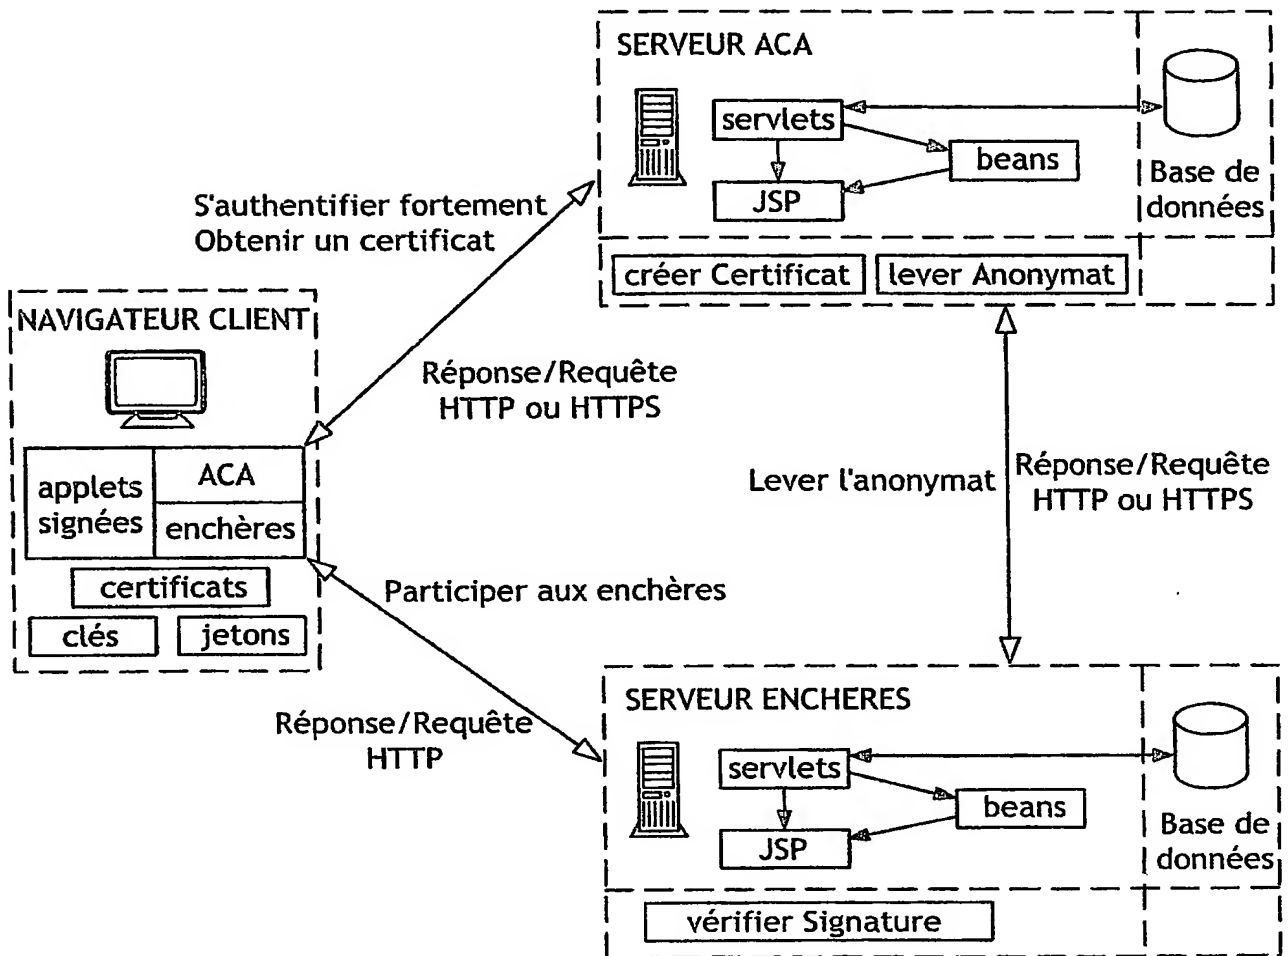 SERVEUR ACA
servlets
beans
JSP
Base de
données
créer Certificat
lever Anonymat
S'authentifier fortement
Obtenir un certificat
Réponse/Requête
HTTP ou HTTPS
NAVIGATEUR CLIENT
applets
signées
ACA
enchères
certificats
clés
jetons
Lever l'anonymat
Réponse/Requête
HTTP ou HTTPS
Participer aux enchères
Réponse/Requête
HTTP
SERVEUR ENCHERES
servlets
beans
JSP
Base de
données
vérifier Signature